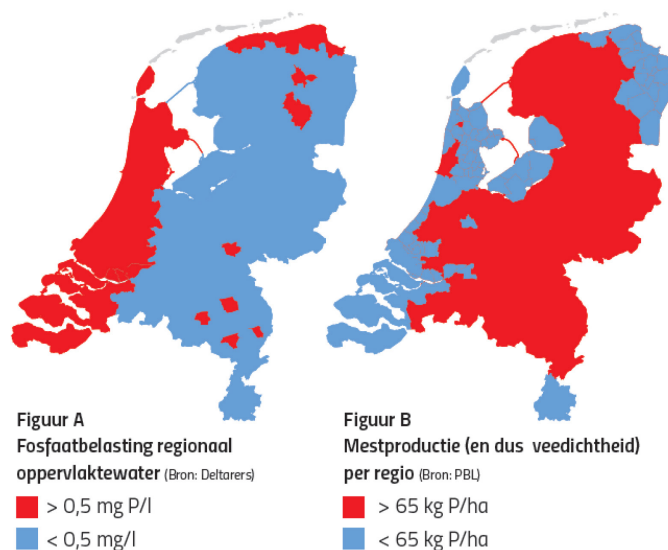 Figuur A
Fosfaatbelasting regionaal
oppervlaktewater (Bron: Deltarers)
> 0,5 mg P/l
< 0,5 mg/l
Figuur B
Mestproductie (en dus veedichtheid)
per regio (Bron: PBL)
> 65 kg P/ha
< 65 kg P/ha